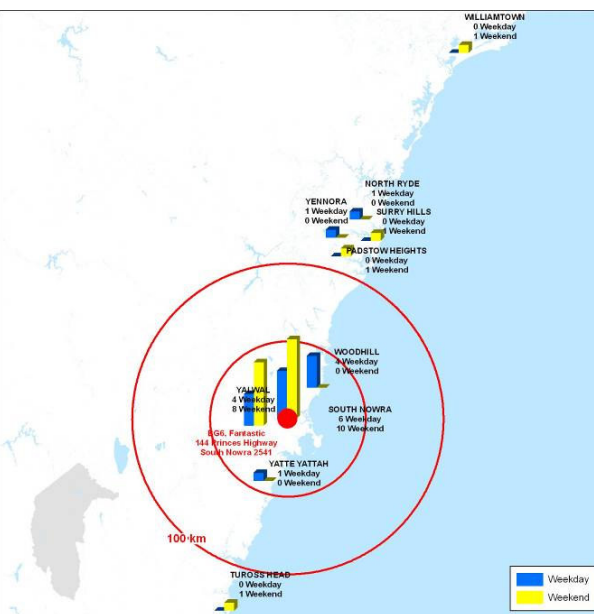 WILLIAMTOWN
0 Weekday
1 Weekend
NORTH RYDE
1 Weekday
0 Weekend
YENNORA
1 Weekday
0 Weekend
SURRY HILLS
0 Weekday
1 Weekend
PADSTOW HEIGHTS
0 Weekday
1 Weekend
WOODHILL
4 Weekday
0 Weekend
YALWAL
4 Weekday
8 Weekend
SOUTH NOWRA
6 Weekday
10 Weekend
BG6, Fantastic
144 Princes Highway
South Nowra 2541
YATTE YATTAH
1 Weekday
0 Weekend
100 km
TUROSS HEAD
0 Weekday
1 Weekend
Weekday
Weekend